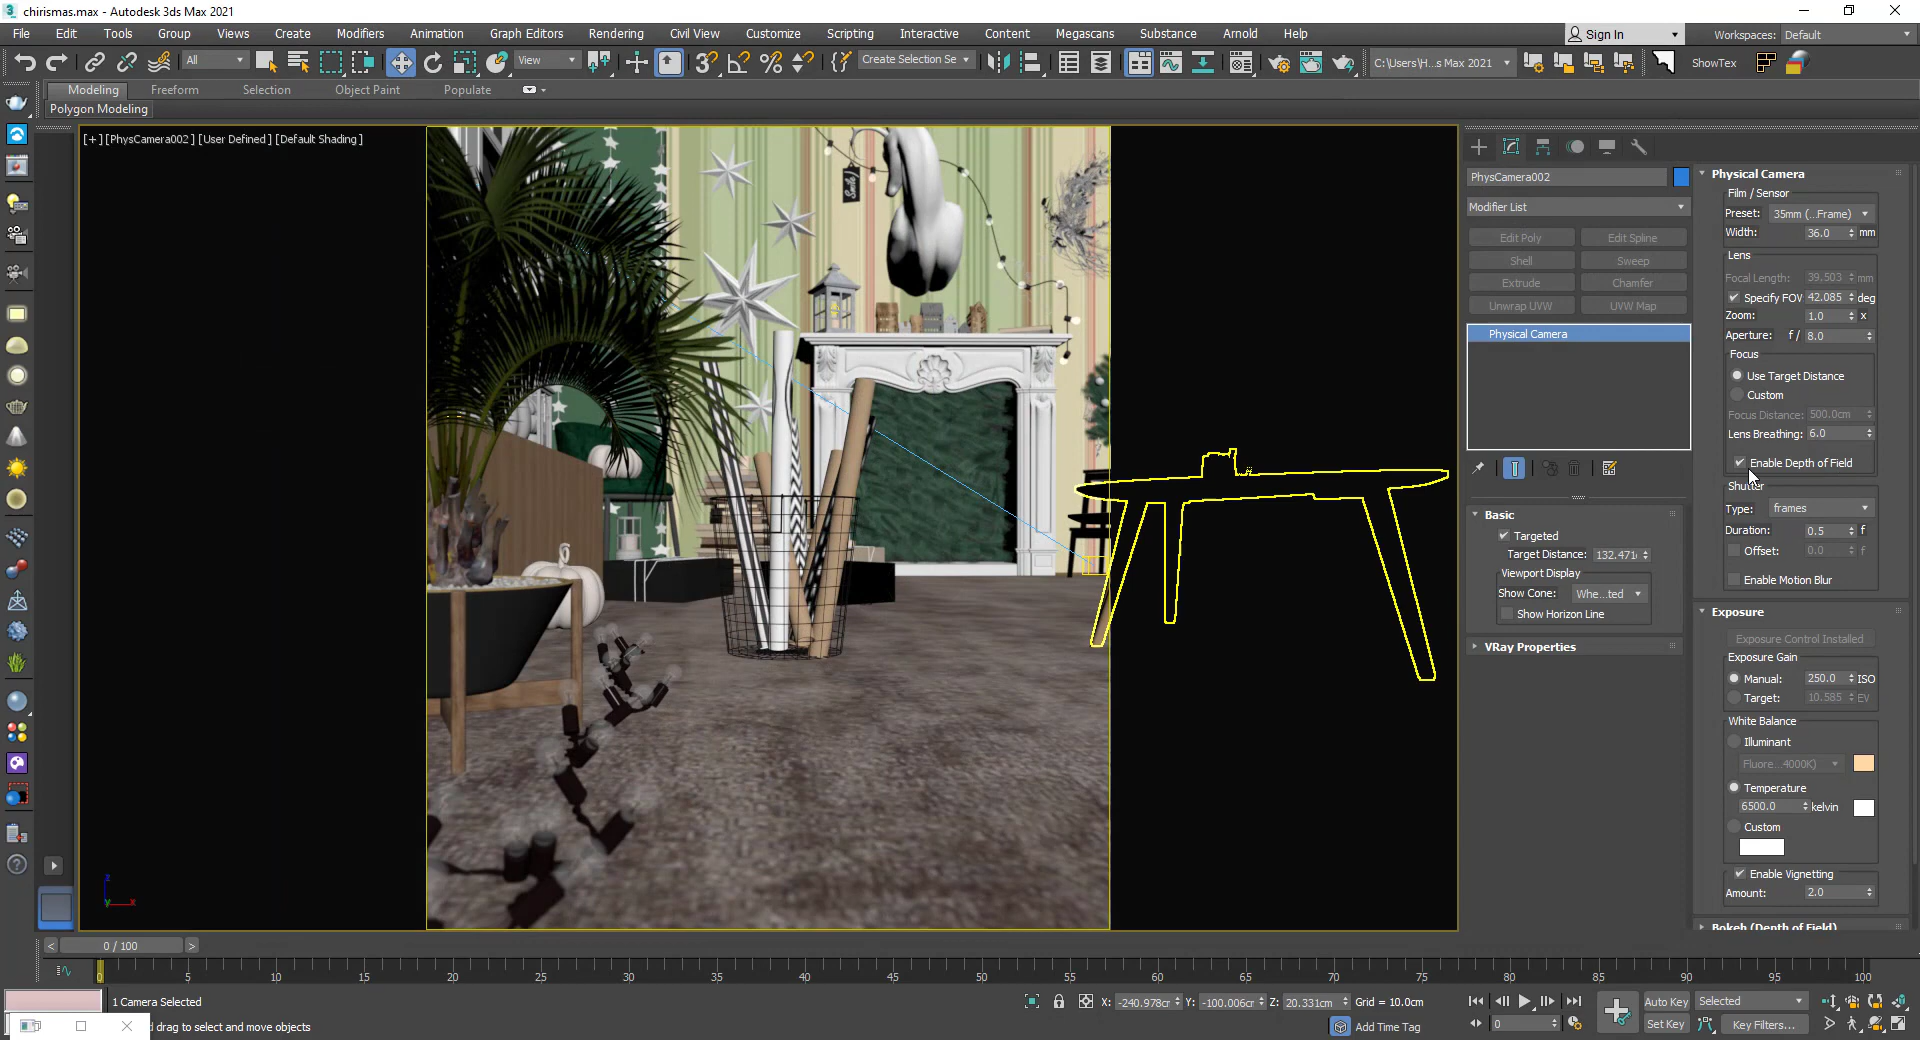 chirismas.max - Autodesk 3ds Max 2021
File Edit Tools Group Views Create Modifiers Animation Graph Editors Rendering Civil View Customize Scripting Interactive Content Megascans Substance Arnold Help
Sign In Workspaces: Default
All View Create Selection Se C:\Users\H...s Max 2021 ShowTex
Modeling Freeform Selection Object Paint Populate
Polygon Modeling
[+] [PhysCamera002] [User Defined] [Default Shading]
Smile
PhysCamera002
Modifier List
Edit Poly Edit Spline
Shell Sweep
Extrude Chamfer
Unwrap UVW UVW Map
Physical Camera
Basic
Targeted
Target Distance: 132.471
Viewport Display
Show Cone: Whe...ted
Show Horizon Line
VRay Properties
Physical Camera
Film / Sensor
Preset: 35mm (...Frame)
Width: 36.0 mm
Lens
Focal Length: 39.503 mm
Specify FOV 42.085 deg
Zoom: 1.0 x
Aperture: f / 8.0
Focus
Use Target Distance
Custom
Focus Distance: 500.0cm
Lens Breathing: 6.0
Enable Depth of Field
Shutter
Type: frames
Duration: 0.5 f
Offset: 0.0 f
Enable Motion Blur
Exposure
Exposure Control Installed
Exposure Gain
Manual: 250.0 ISO
Target: 10.585 EV
White Balance
Illuminant
Fluore...4000K)
Temperature
6500.0 kelvin
Custom
Enable Vignetting
Amount: 2.0
Bokeh (Depth of Field)
z
y x
< 0 / 100 >
0 5 10 15 20 25 30 35 40 45 50 55 60 65 70 75 80 85 90 95 100
1 Camera Selected
X: -240.978cm Y: -100.006cm Z: 20.331cm Grid = 10.0cm
Auto Key Selected
d drag to select and move objects
Add Time Tag
0
Set Key Key Filters...